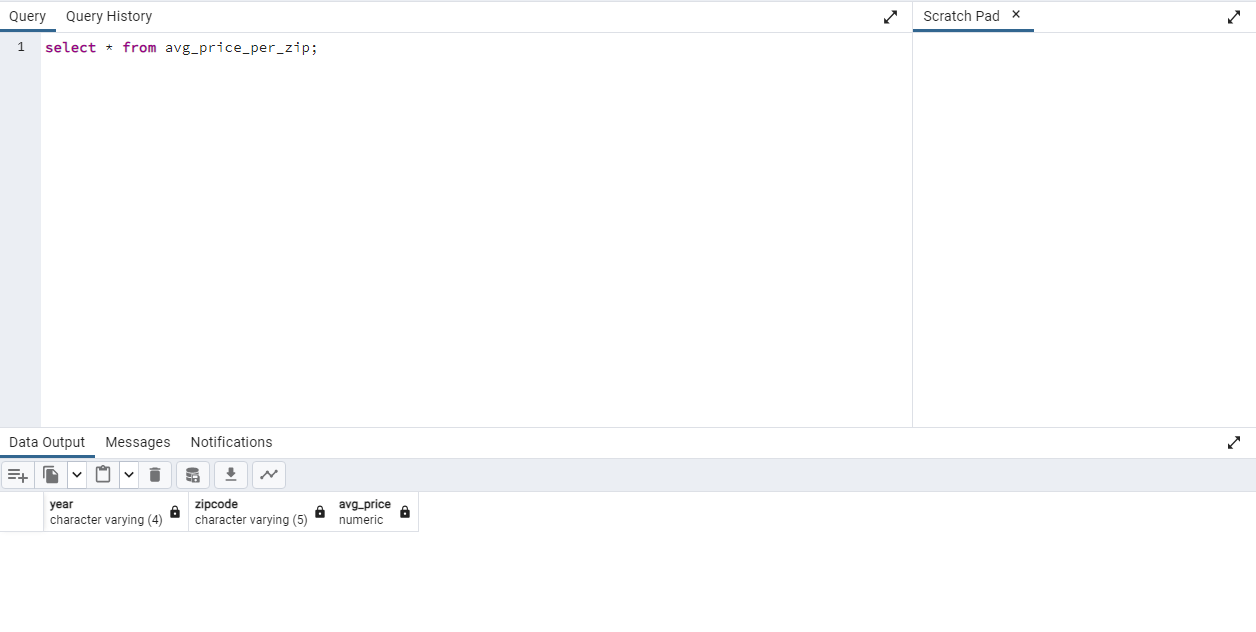 Query Query History
Scratch Pad ×
1 select * from avg_price_per_zip;
Data Output Messages Notifications
year zipcode avg_price
character varying (4) character varying (5) numeric